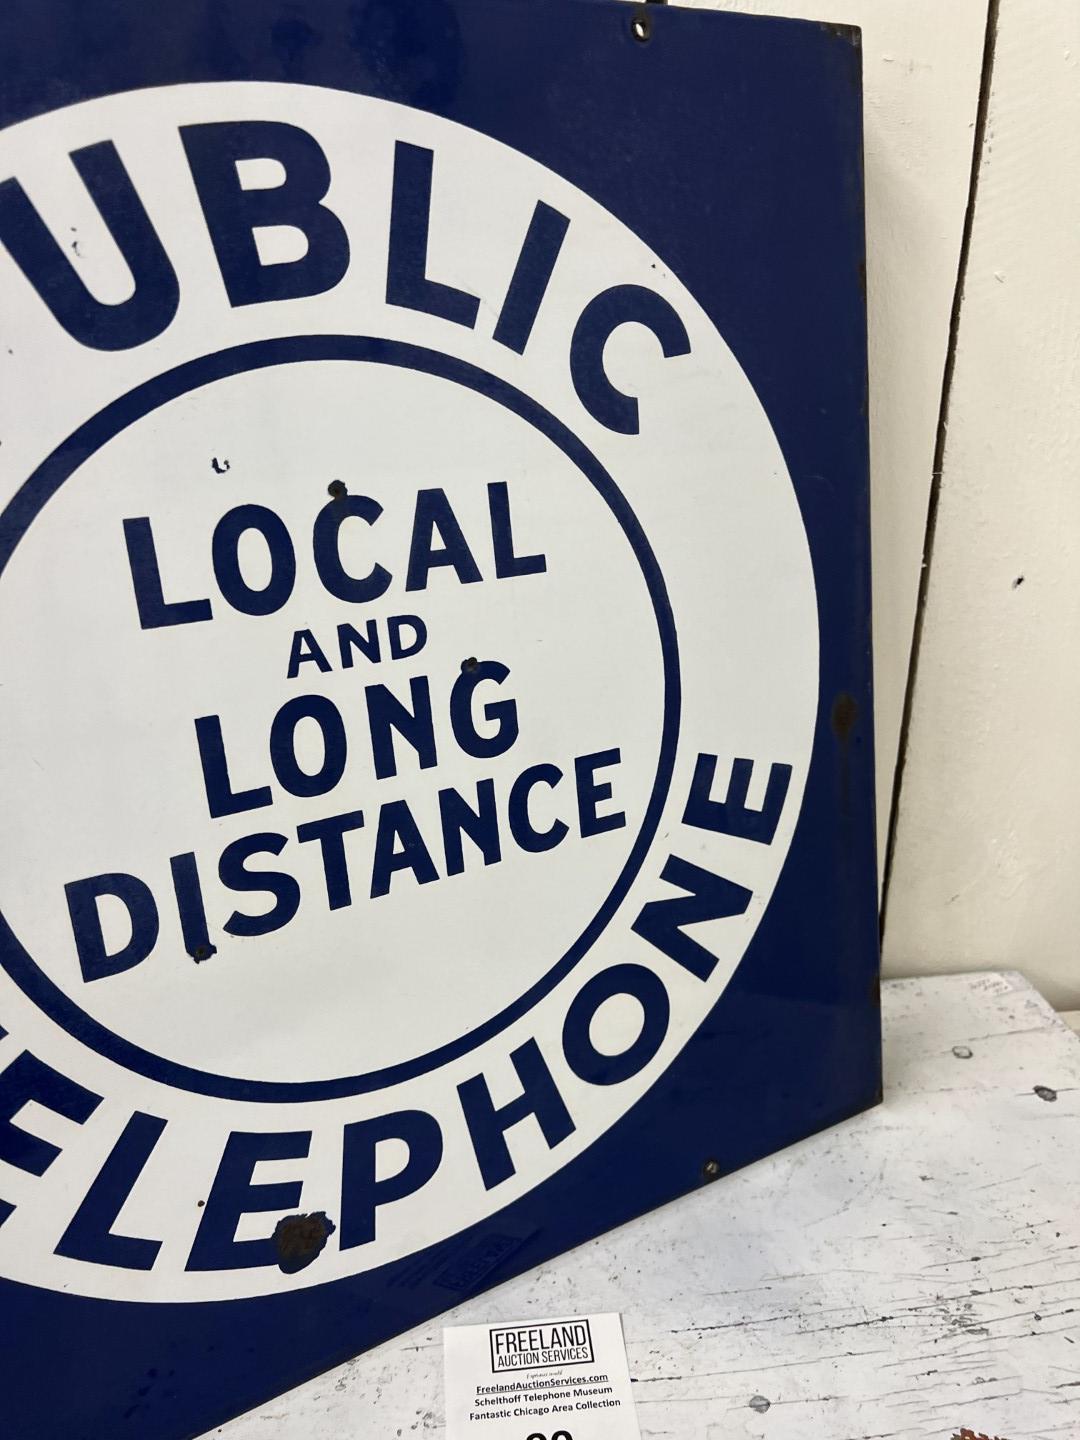 UBLIC
LOCAL
AND
LONG
DISTANCE
ELEPHONE
FREELAND
AUCTION SERVICES
FreelandAuctionServices.com
Schelthoff Telephone Museum
Fantastic Chicago Area Collection